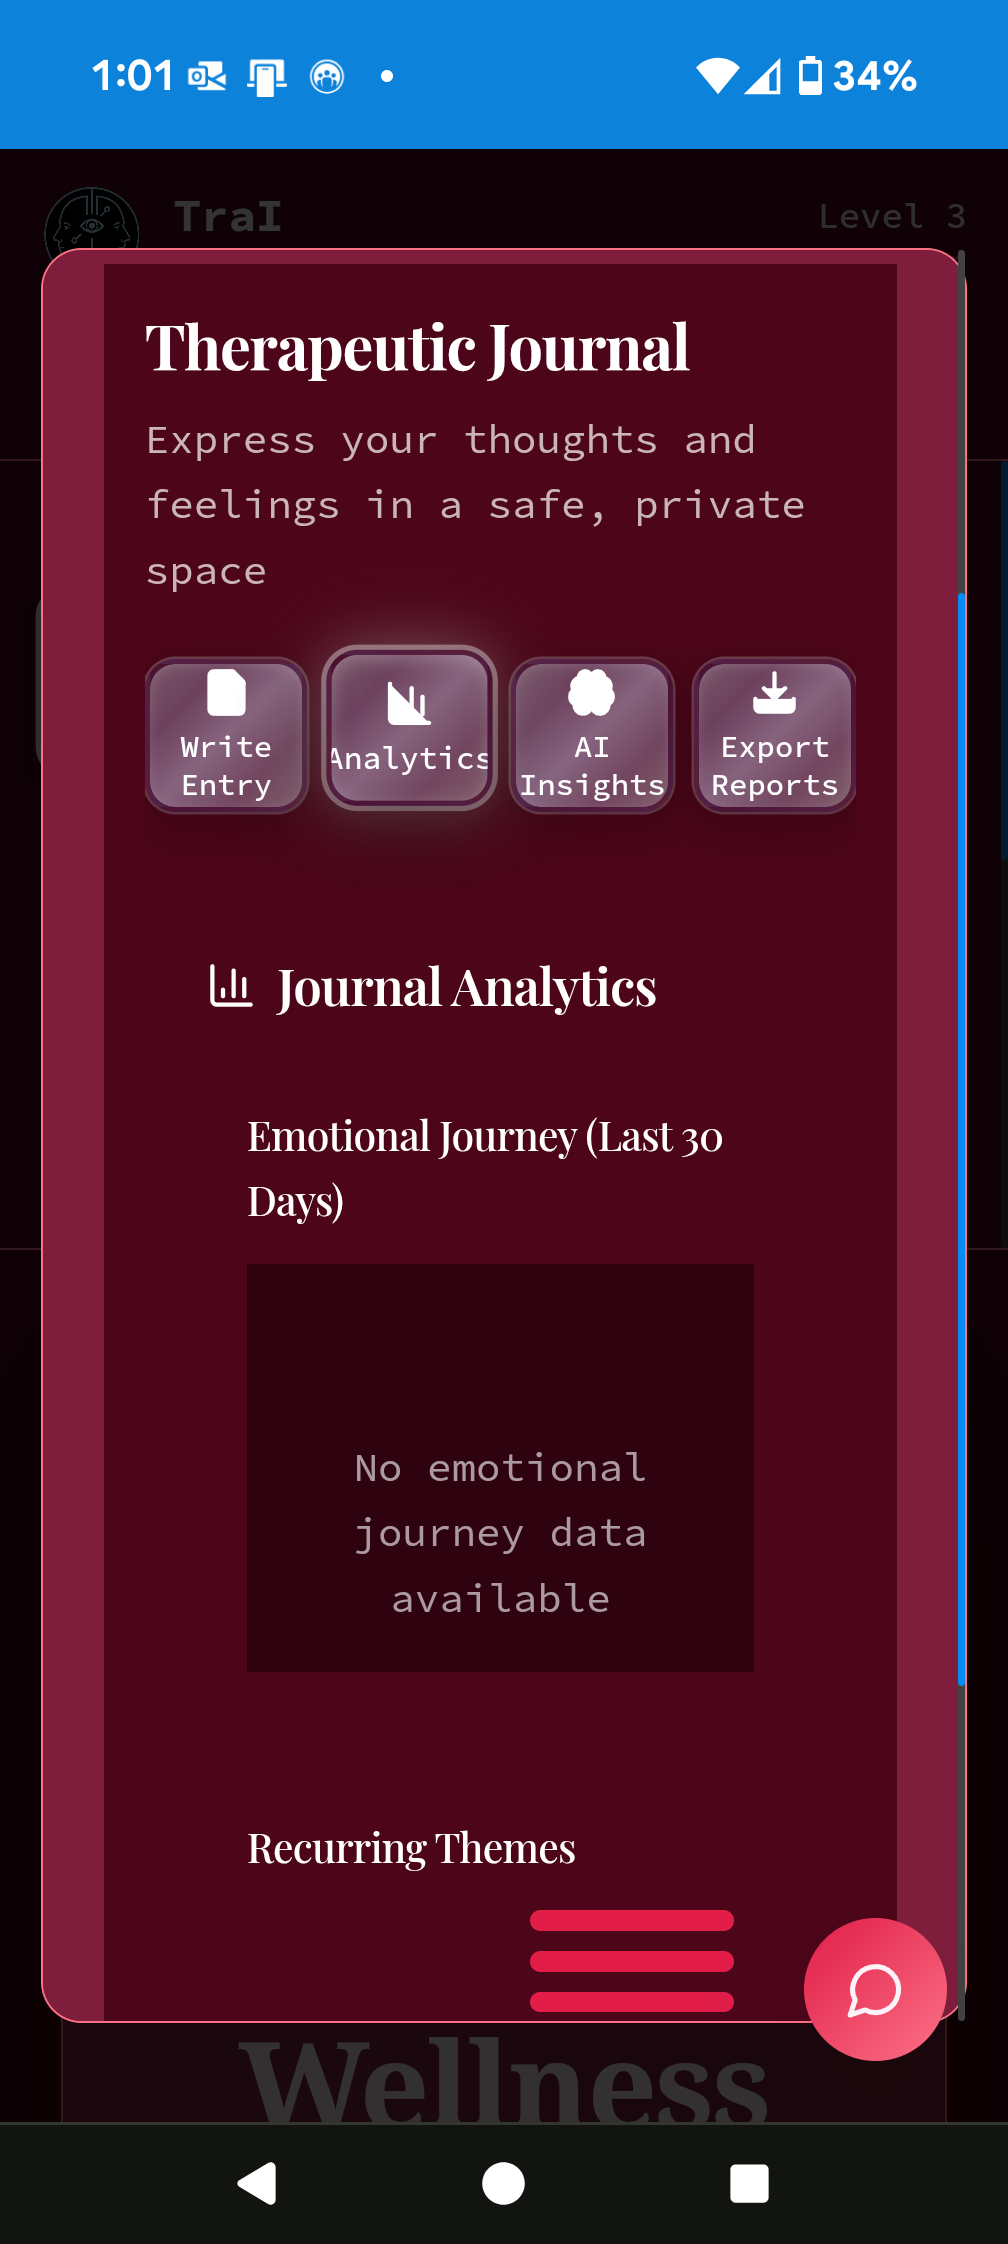 1:01
34%
TraI
Level 3
Therapeutic Journal
Express your thoughts and
feelings in a safe, private
space
Write
Entry
Analytics
AI
Insights
Export
Reports
Journal Analytics
Emotional Journey (Last 30
Days)
No emotional
journey data
available
Recurring Themes
Wellness